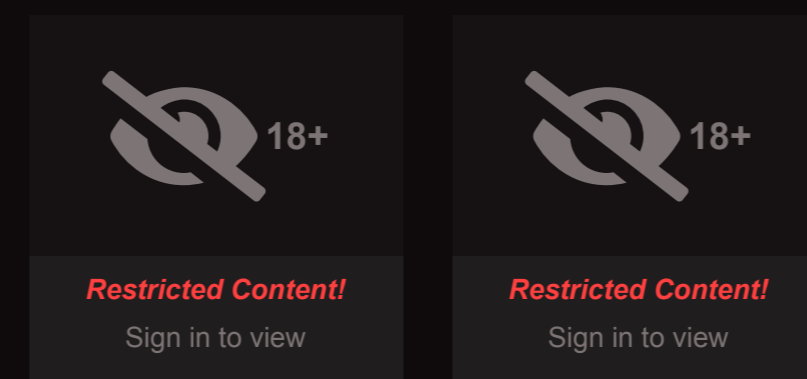 18+
Restricted Content!
Sign in to view
18+
Restricted Content!
Sign in to view